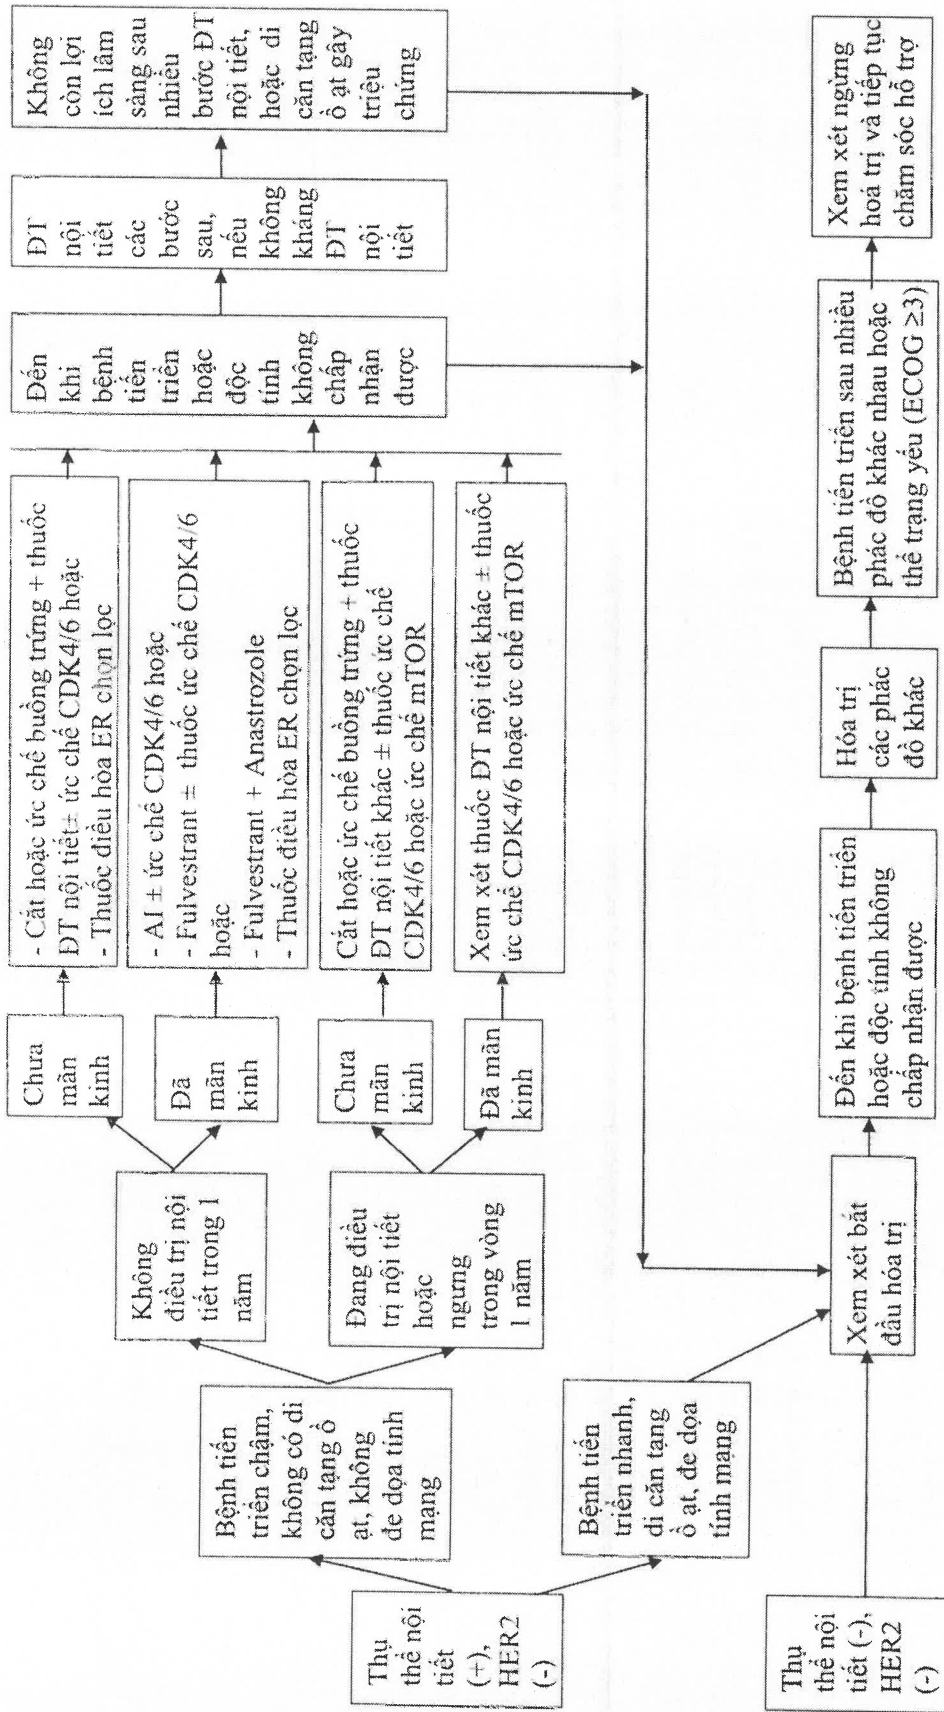 Thụ
thể nội
tiết
(+),
HER2
(-)
Bệnh tiến
triển chậm,
không có di
căn tạng ồ
ạt, không
đe dọa tính
mạng
Bệnh tiến
triển nhanh,
di căn tạng
ồ ạt, đe dọa
tính mạng
Không
điều trị nội
tiết trong 1
năm
Đang điều
trị nội tiết
hoặc
ngưng
trong vòng
1 năm
Chưa
mãn
kinh
Đã
mãn
kinh
Chưa
mãn
kinh
Đã mãn
kinh
- Cắt hoặc ức chế buồng trứng + thuốc
ĐT nội tiết± ức chế CDK4/6 hoặc
- Thuốc điều hòa ER chọn lọc
- AI ± ức chế CDK4/6 hoặc
- Fulvestrant ± thuốc ức chế CDK4/6
hoặc
- Fulvestrant + Anastrozole
- Thuốc điều hòa ER chọn lọc
Cắt hoặc ức chế buồng trứng + thuốc
ĐT nội tiết khác ± thuốc ức chế
CDK4/6 hoặc ức chế mTOR
Xem xét thuốc ĐT nội tiết khác ± thuốc
ức chế CDK4/6 hoặc ức chế mTOR
Đến
khi
bệnh
tiến
triển
hoặc
độc
tính
không
chấp
nhận
được
ĐT
nội
tiết
các
bước
sau,
nếu
không
kháng
ĐT
nội
tiết
Không
còn lợi
ích lâm
sàng sau
nhiều
bước ĐT
nội tiết,
hoặc di
căn tạng
ồ ạt gây
triệu
chứng
Thụ
thể nội
tiết (-),
HER2
(-)
Xem xét bắt
đầu hóa trị
Đến khi bệnh tiến triển
hoặc độc tính không
chấp nhận được
Hóa trị
các phác
đồ khác
Bệnh tiến triển sau nhiều
phác đồ khác nhau hoặc
thể trạng yếu (ECOG ≥3)
Xem xét ngừng
hoá trị và tiếp tục
chăm sóc hỗ trợ